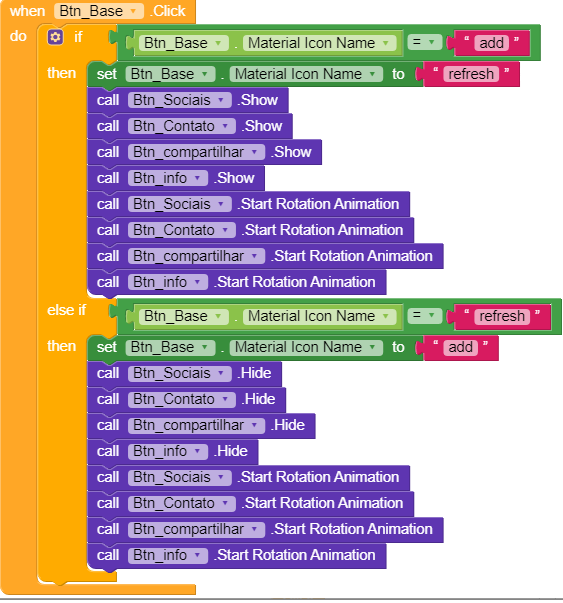 when Btn_Base .Click
do if Btn_Base . Material Icon Name = “ add ”
then set Btn_Base . Material Icon Name to “ refresh ”
call Btn_Sociais .Show
call Btn_Contato .Show
call Btn_compartilhar .Show
call Btn_info .Show
call Btn_Sociais .Start Rotation Animation
call Btn_Contato .Start Rotation Animation
call Btn_compartilhar .Start Rotation Animation
call Btn_info .Start Rotation Animation
else if Btn_Base . Material Icon Name = “ refresh ”
then set Btn_Base . Material Icon Name to “ add ”
call Btn_Sociais .Hide
call Btn_Contato .Hide
call Btn_compartilhar .Hide
call Btn_info .Hide
call Btn_Sociais .Start Rotation Animation
call Btn_Contato .Start Rotation Animation
call Btn_compartilhar .Start Rotation Animation
call Btn_info .Start Rotation Animation